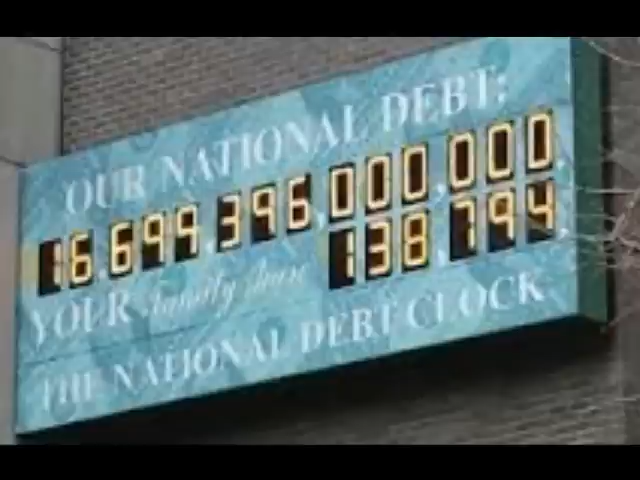 OUR NATIONAL DEBT:
16.699 396,000,000.
YOUR family share 138,794
THE NATIONAL DEBT CLOCK